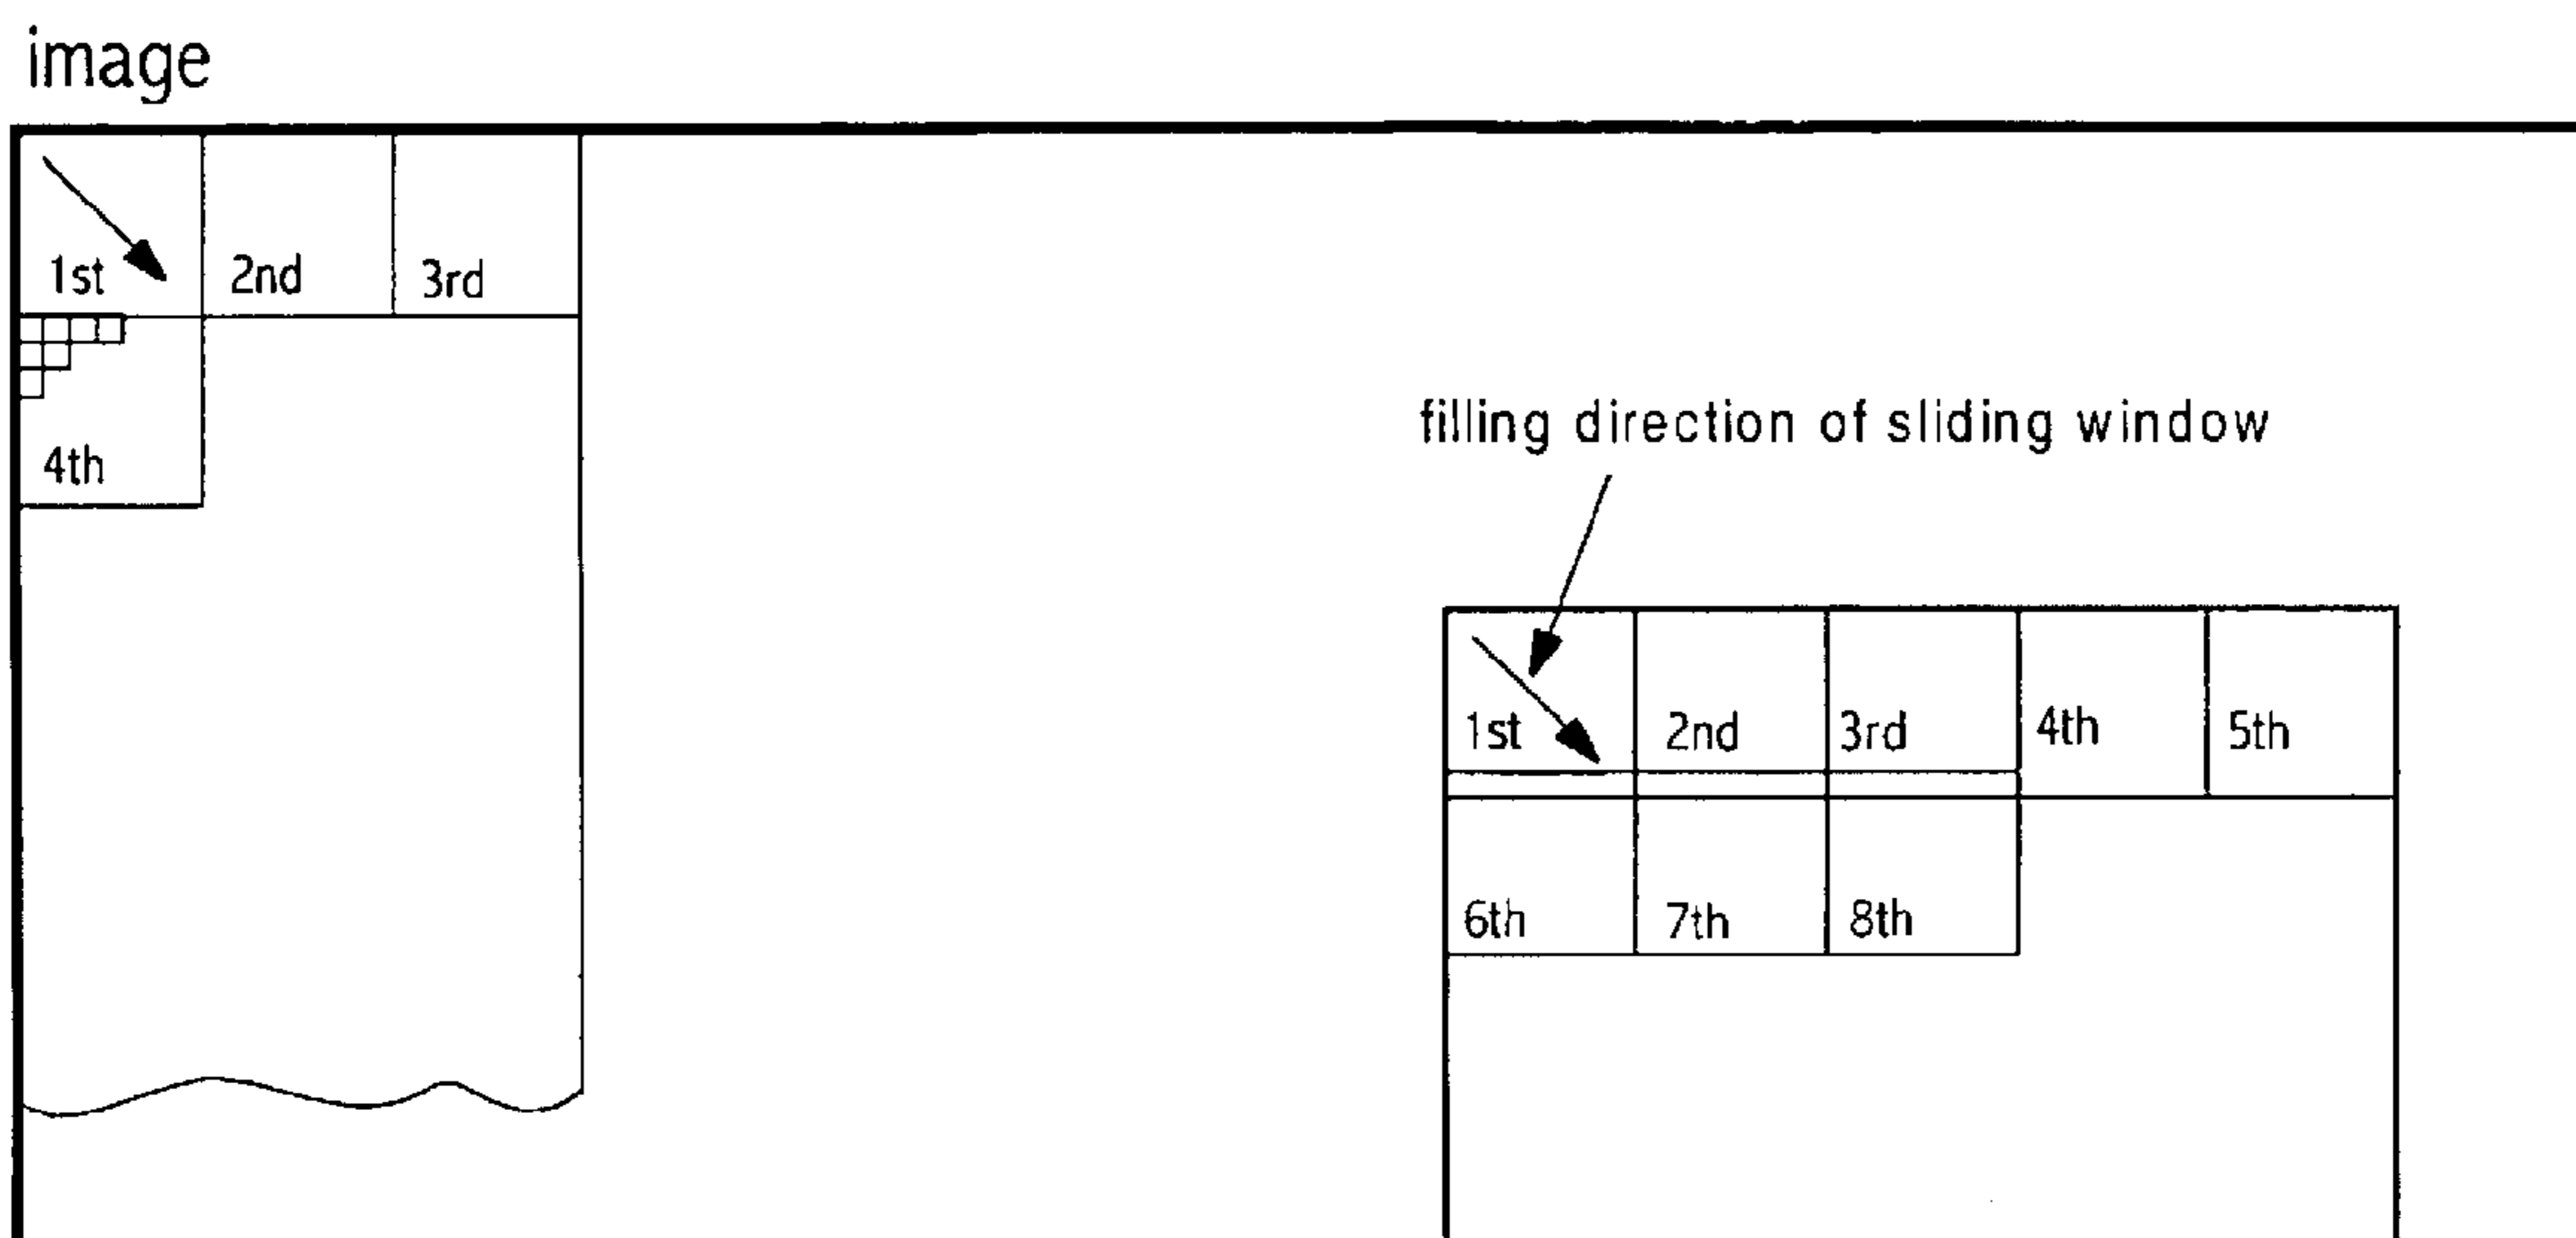 image
1st 2nd 3rd
4th
filling direction of sliding window
1st 2nd 3rd 4th 5th
6th 7th 8th